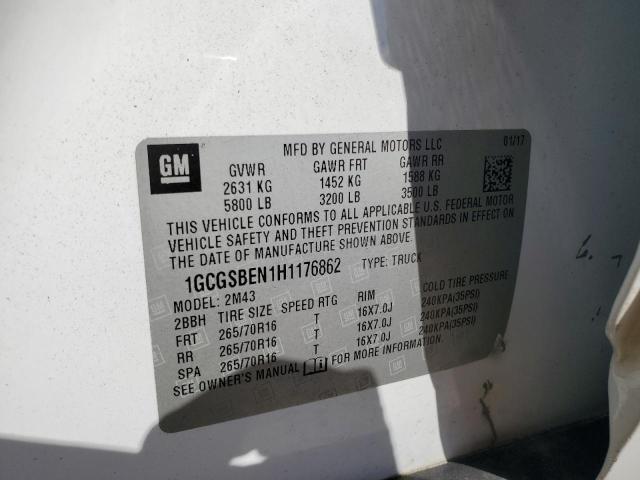 MFD BY GENERAL MOTORS LLC 01/17
GM
GVWR GAWR FRT GAWR RR
2631 KG 1452 KG 1588 KG
5800 LB 3200 LB 3500 LB
THIS VEHICLE CONFORMS TO ALL APPLICABLE U.S. FEDERAL MOTOR
VEHICLE SAFETY AND THEFT PREVENTION STANDARDS IN EFFECT ON
THE DATE OF MANUFACTURE SHOWN ABOVE.
1GCGSBEN1H1176862 TYPE: TRUCK
MODEL: 2M43
2BBH TIRE SIZE SPEED RTG RIM COLD TIRE PRESSURE
FRT 265/70R16 T 16X7.0J 240KPA(35PSI)
RR 265/70R16 T 16X7.0J 240KPA(35PSI)
SPA 265/70R16 T 16X7.0J 240KPA(35PSI)
SEE OWNER'S MANUAL FOR MORE INFORMATION.